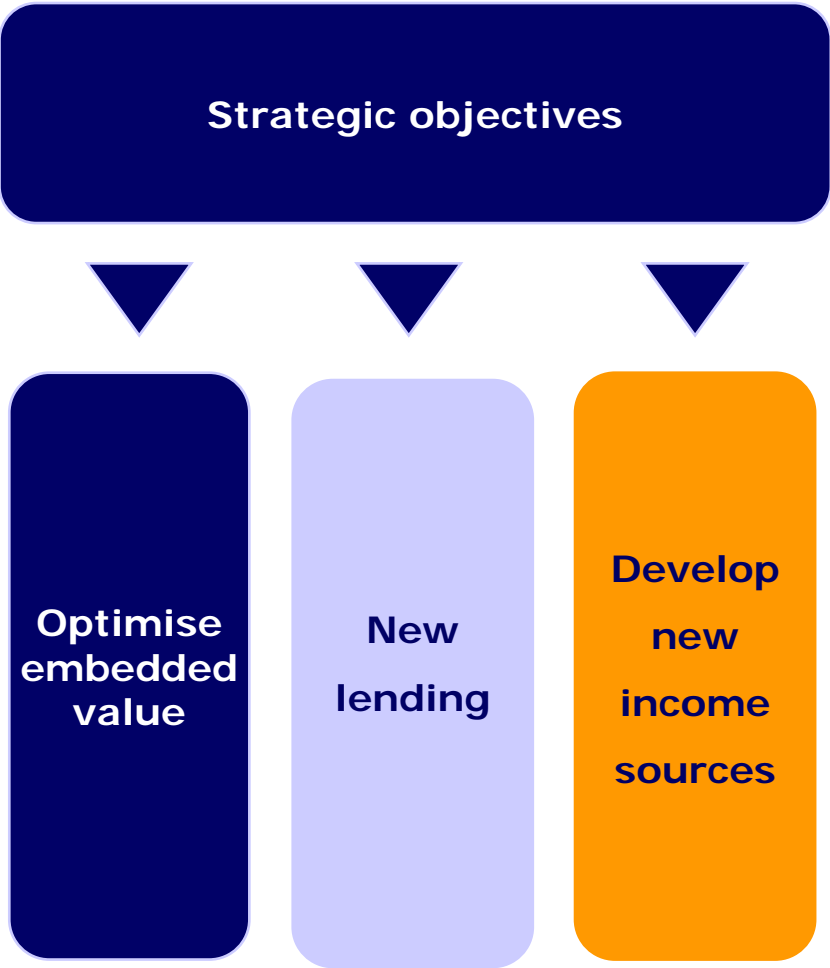 Strategic objectives
Optimise
embedded
value
New
lending
Develop
new
income
sources